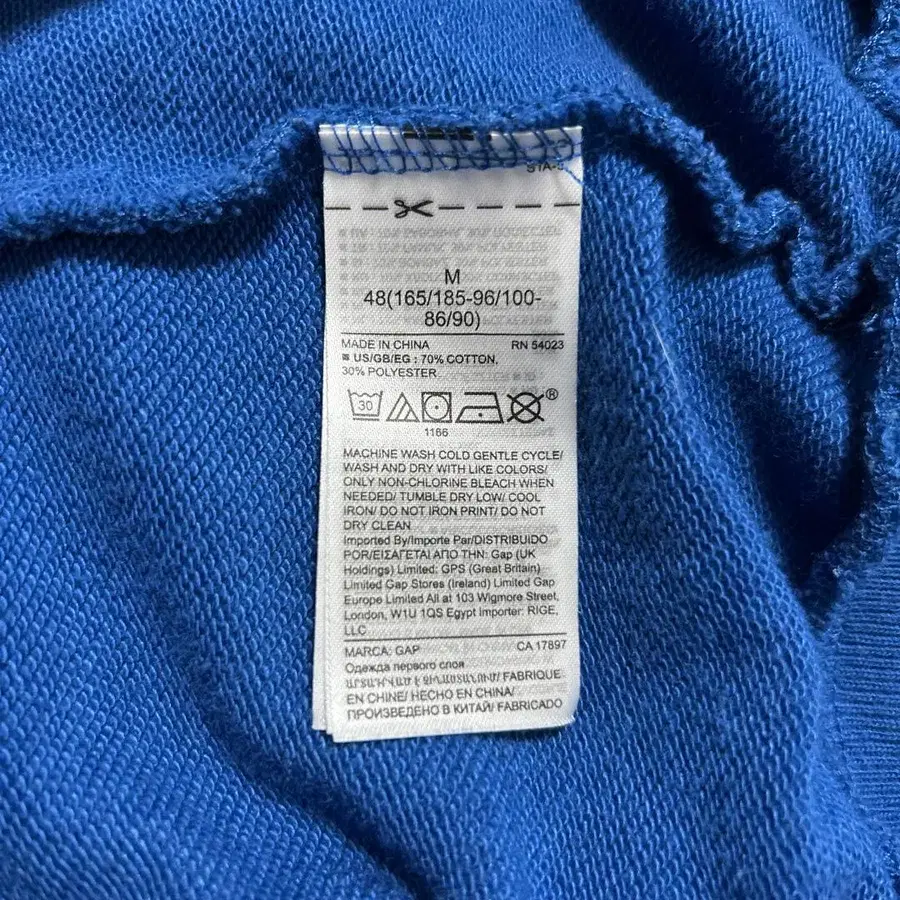 M
48(165/185-96/100-
86/90)
MADE IN CHINA RN 54023
US/GB/EG : 70% COTTON.
30% POLYESTER
30
1166
MACHINE WASH COLD GENTLE CYCLE/
WASH AND DRY WITH LIKE COLORS/
ONLY NON-CHLORINE BLEACH WHEN
NEEDED/ TUMBLE DRY LOW/ COOL
IRON/ DO NOT IRON PRINT/ DO NOT
DRY CLEAN
Imported By/Importe Par/DISTRIBUIDO
POR/ΕΙΣΑΓΕΤΑΙ ΑΠΟ ΤΗΝ: Gap (UK
Holdings) Limited: GPS (Great Britain)
Limited Gap Stores (Ireland) Limited Gap
Europe Limited All at 103 Wigmore Street,
London, W1U 1QS Egypt Importer: RIGE,
LLC
MARCA: GAP CA 17897
Одежда первого слоя
FABRIQUE
EN CHINE/ HECHO EN CHINA/
ПРОИЗВЕДЕНО В КИТАЙ/ FABRICADO